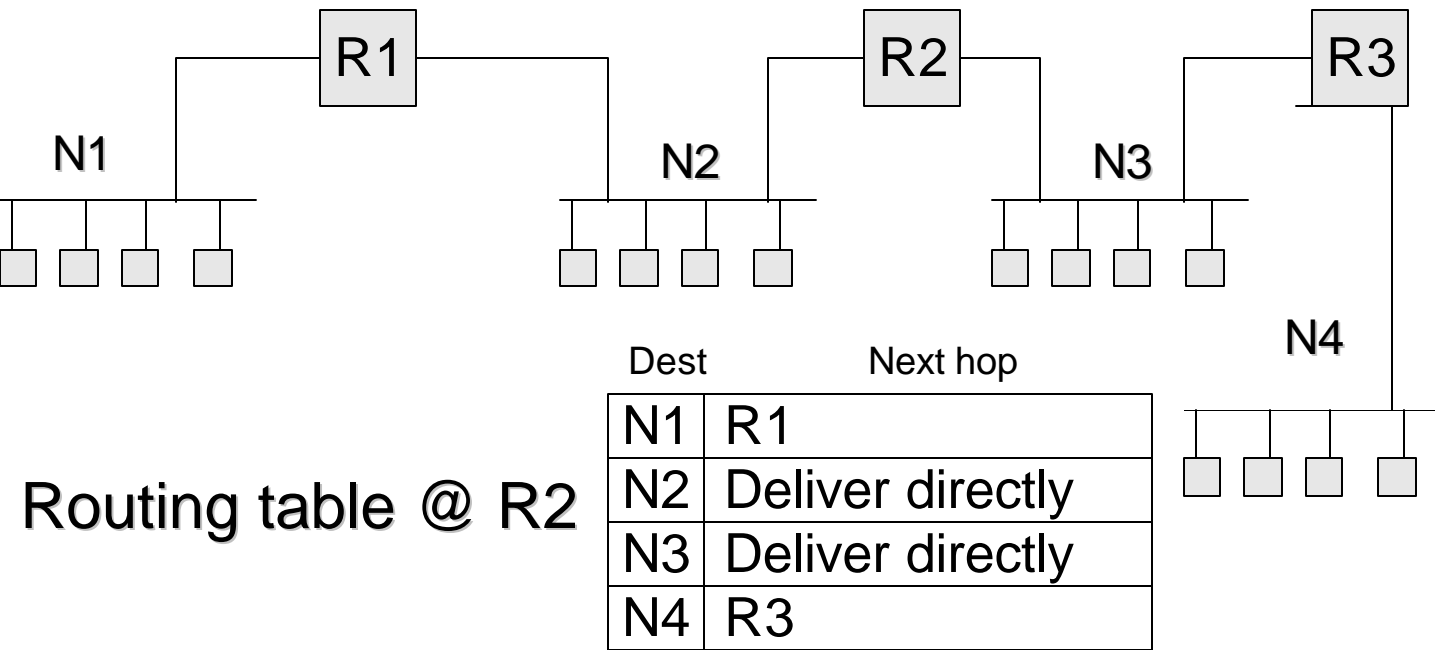 R1
R2
R3
N1
N2
N3
N4
Dest Next hop
N1 R1
N2 Deliver directly
N3 Deliver directly
N4 R3
Routing table @ R2